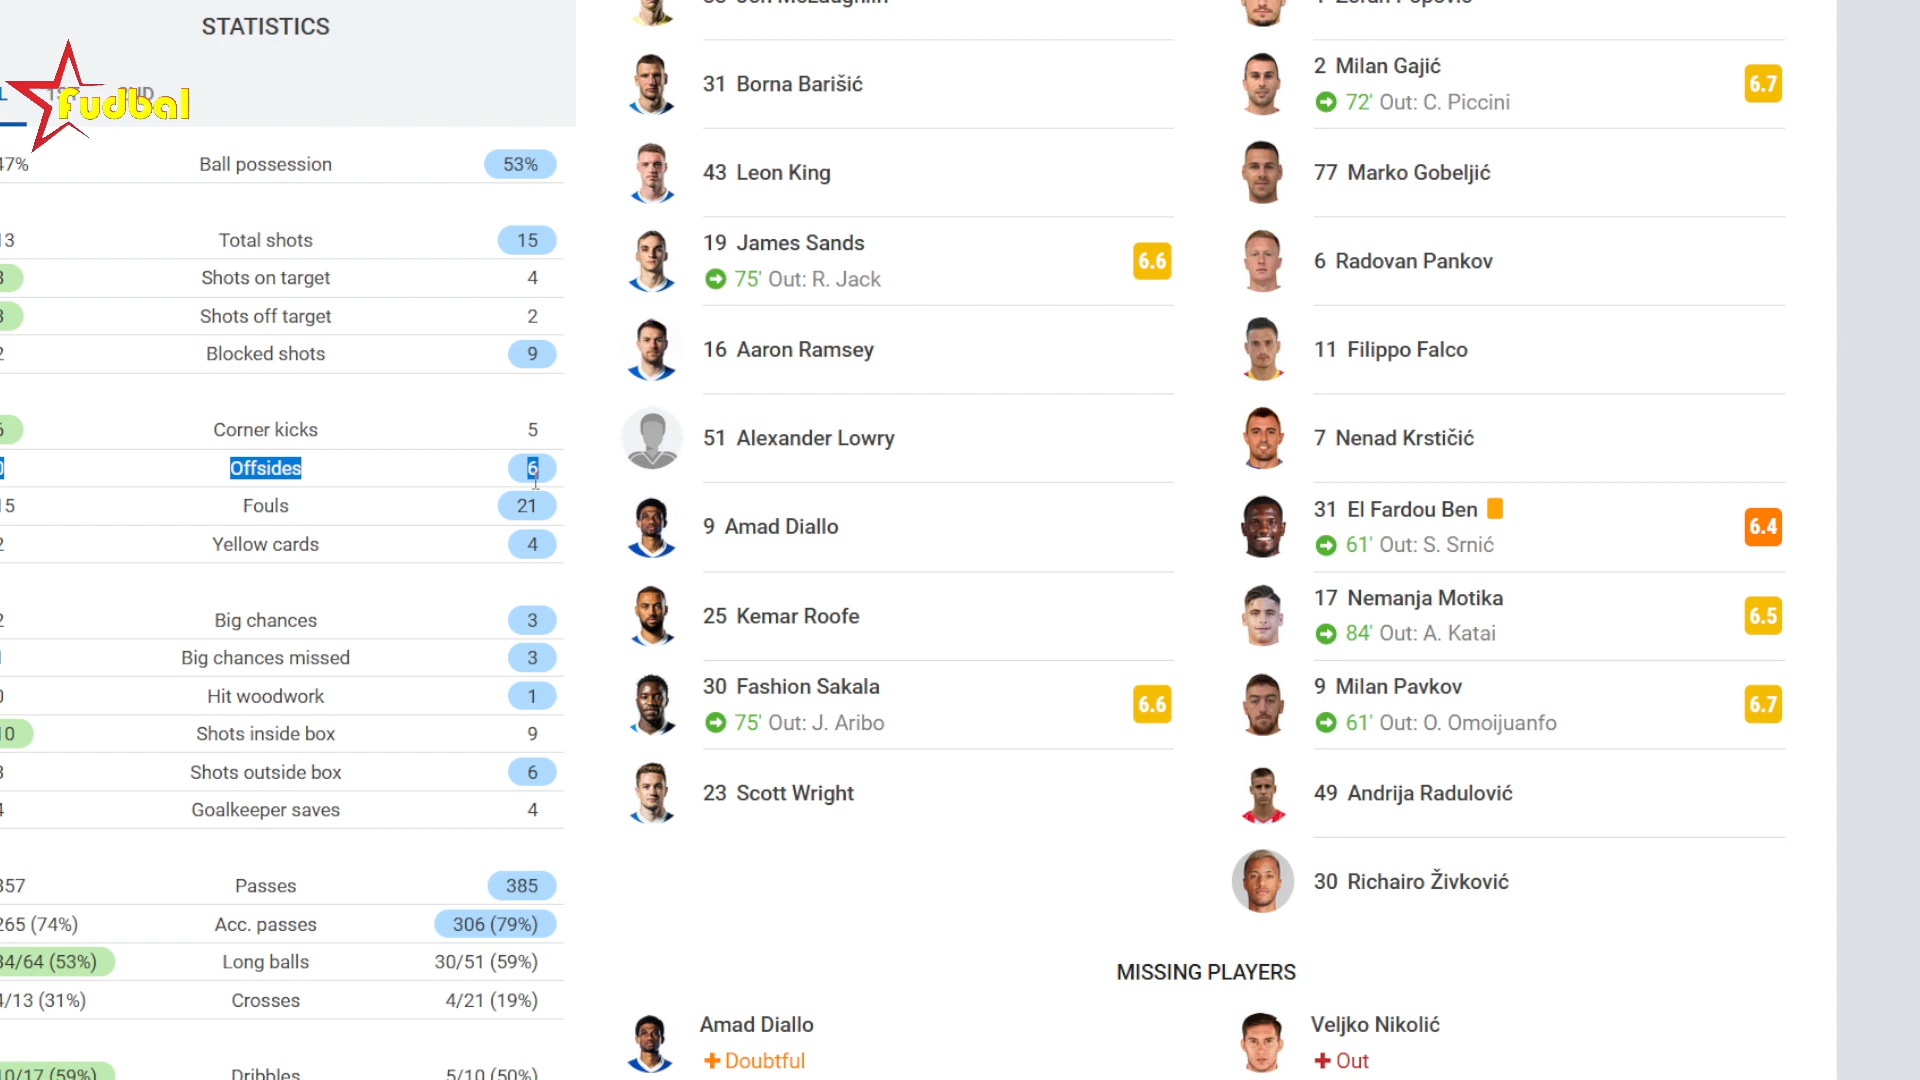 STATISTICS
fudbal
47% Ball possession 53%
13 Total shots 15
Shots on target 4
Shots off target 2
2 Blocked shots 9
6 Corner kicks 5
0 Offsides 6
15 Fouls 21
2 Yellow cards 4
2 Big chances 3
1 Big chances missed 3
0 Hit woodwork 1
10 Shots inside box 9
3 Shots outside box 6
4 Goalkeeper saves 4
357 Passes 385
265 (74%) Acc. passes 306 (79%)
34/64 (53%) Long balls 30/51 (59%)
4/13 (31%) Crosses 4/21 (19%)
10/17 (59%) Dribbles 5/10 (50%)
31 Borna Barišić
43 Leon King
19 James Sands
75' Out: R. Jack
6.6
16 Aaron Ramsey
51 Alexander Lowry
9 Amad Diallo
25 Kemar Roofe
30 Fashion Sakala
75' Out: J. Aribo
6.6
23 Scott Wright
2 Milan Gajić
72' Out: C. Piccini
6.7
77 Marko Gobeljić
6 Radovan Pankov
11 Filippo Falco
7 Nenad Krstičić
31 El Fardou Ben
61' Out: S. Srnić
6.4
17 Nemanja Motika
84' Out: A. Katai
6.5
9 Milan Pavkov
61' Out: O. Omoijuanfo
6.7
49 Andrija Radulović
30 Richairo Živković
MISSING PLAYERS
Amad Diallo
Doubtful
Veljko Nikolić
Out